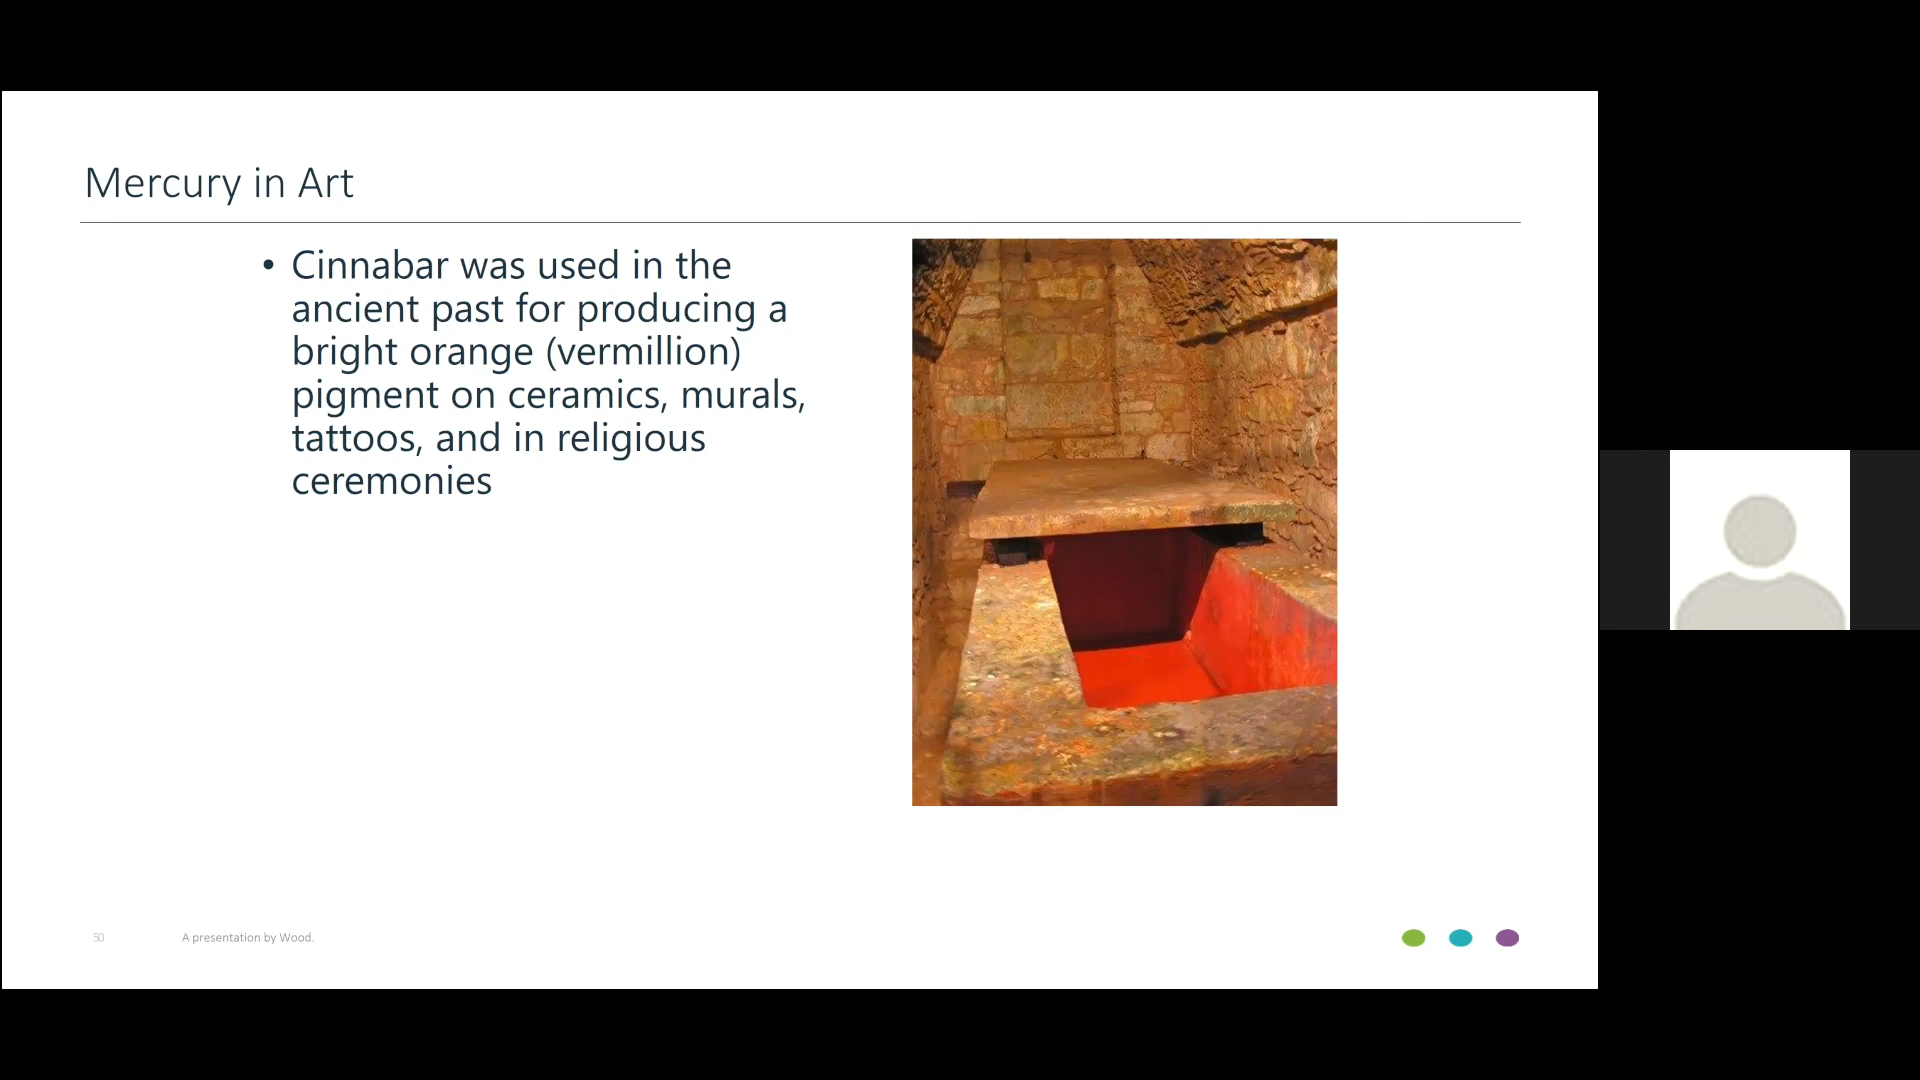 Mercury in Art
• Cinnabar was used in the
ancient past for producing a
bright orange (vermillion)
pigment on ceramics, murals,
tattoos, and in religious
ceremonies
50
A presentation by Wood.